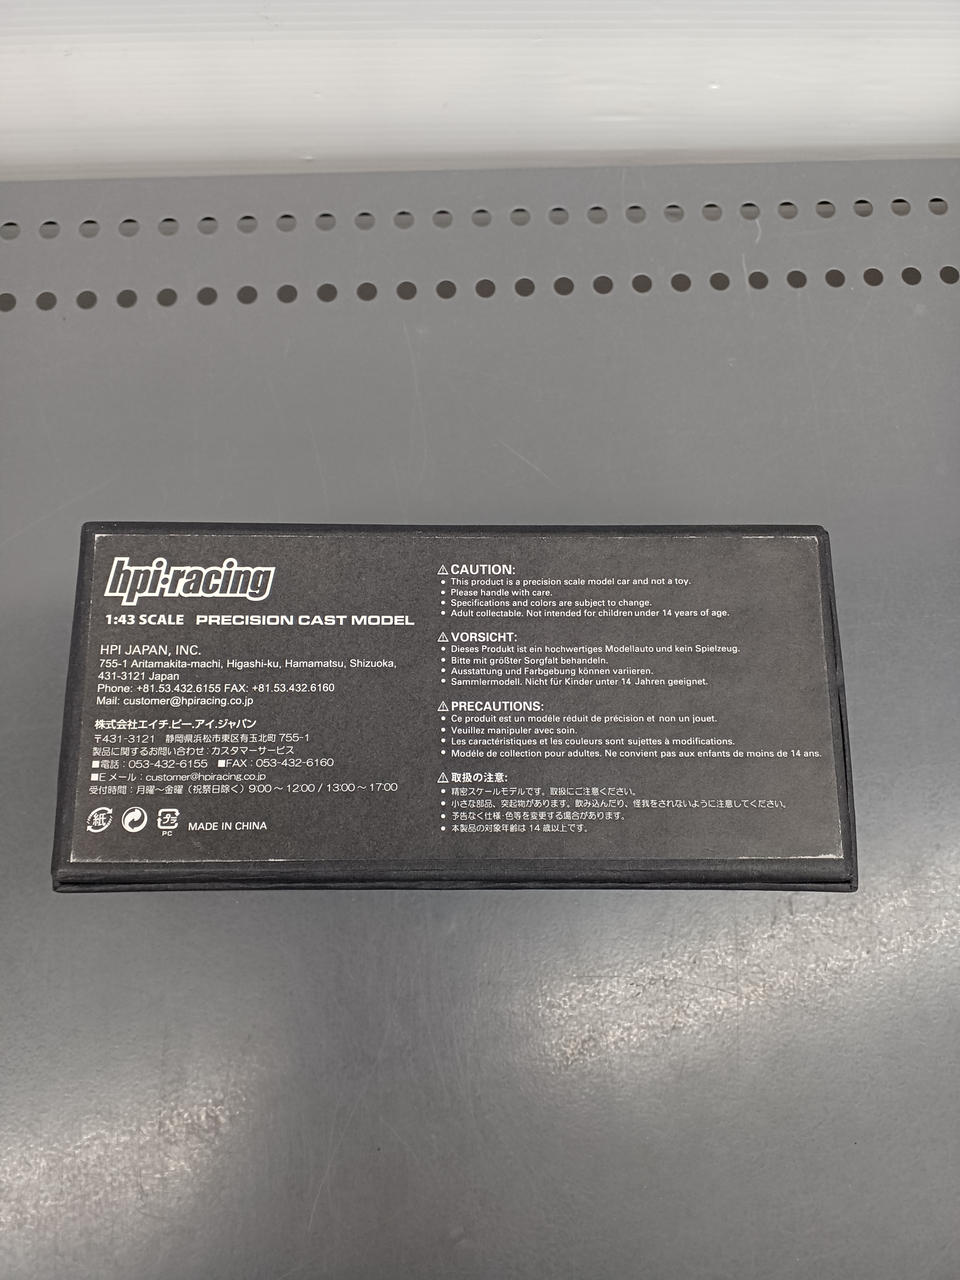 hpi·racing
1:43 SCALE PRECISION CAST MODEL
HPI JAPAN, INC.
755-1 Aritamakita-machi, Higashi-ku, Hamamatsu, Shizuoka,
431-3121 Japan
Phone: +81.53.432.6155 FAX: +81.53.432.6160
Mail: customer@hpiracing.co.jp
株式会社エイチ.ピー.アイ.ジャパン
〒431-3121 静岡県浜松市東区有玉北町 755-1
製品に関するお問い合わせ:カスタマーサービス
■電話:053-432-6155 ■FAX:053-432-6160
■E メール:customer@hpiracing.co.jp
受付時間:月曜～金曜(祝祭日除く) 9:00～12:00 / 13:00～17:00
紙
プラ
PC
MADE IN CHINA
⚠CAUTION:
• This product is a precision scale model car and not a toy.
• Please handle with care.
• Specifications and colors are subject to change.
• Adult collectable. Not intended for children under 14 years of age.
⚠VORSICHT:
• Dieses Produkt ist ein hochwertiges Modellauto und kein Spielzeug.
• Bitte mit größter Sorgfalt behandeln.
• Ausstattung und Farbgebung können variieren.
• Sammlermodell. Nicht für Kinder unter 14 Jahren geeignet.
⚠PRECAUTIONS:
• Ce produit est un modéle réduit de précision et non un jouet.
• Veuillez manipuler avec soin.
• Les caractéristiques et les couleurs sont sujettes à modifications.
• Modéle de collection pour adultes. Ne convient pas aux enfants de moins de 14 ans.
⚠取扱の注意:
• 精密スケールモデルです。取扱にご注意ください。
• 小さな部品、突起物があります。飲み込んだり、怪我をされないように注意してください。
• 予告なく仕様·色等を変更する場合があります。
• 本製品の対象年齢は 14 歳以上です。